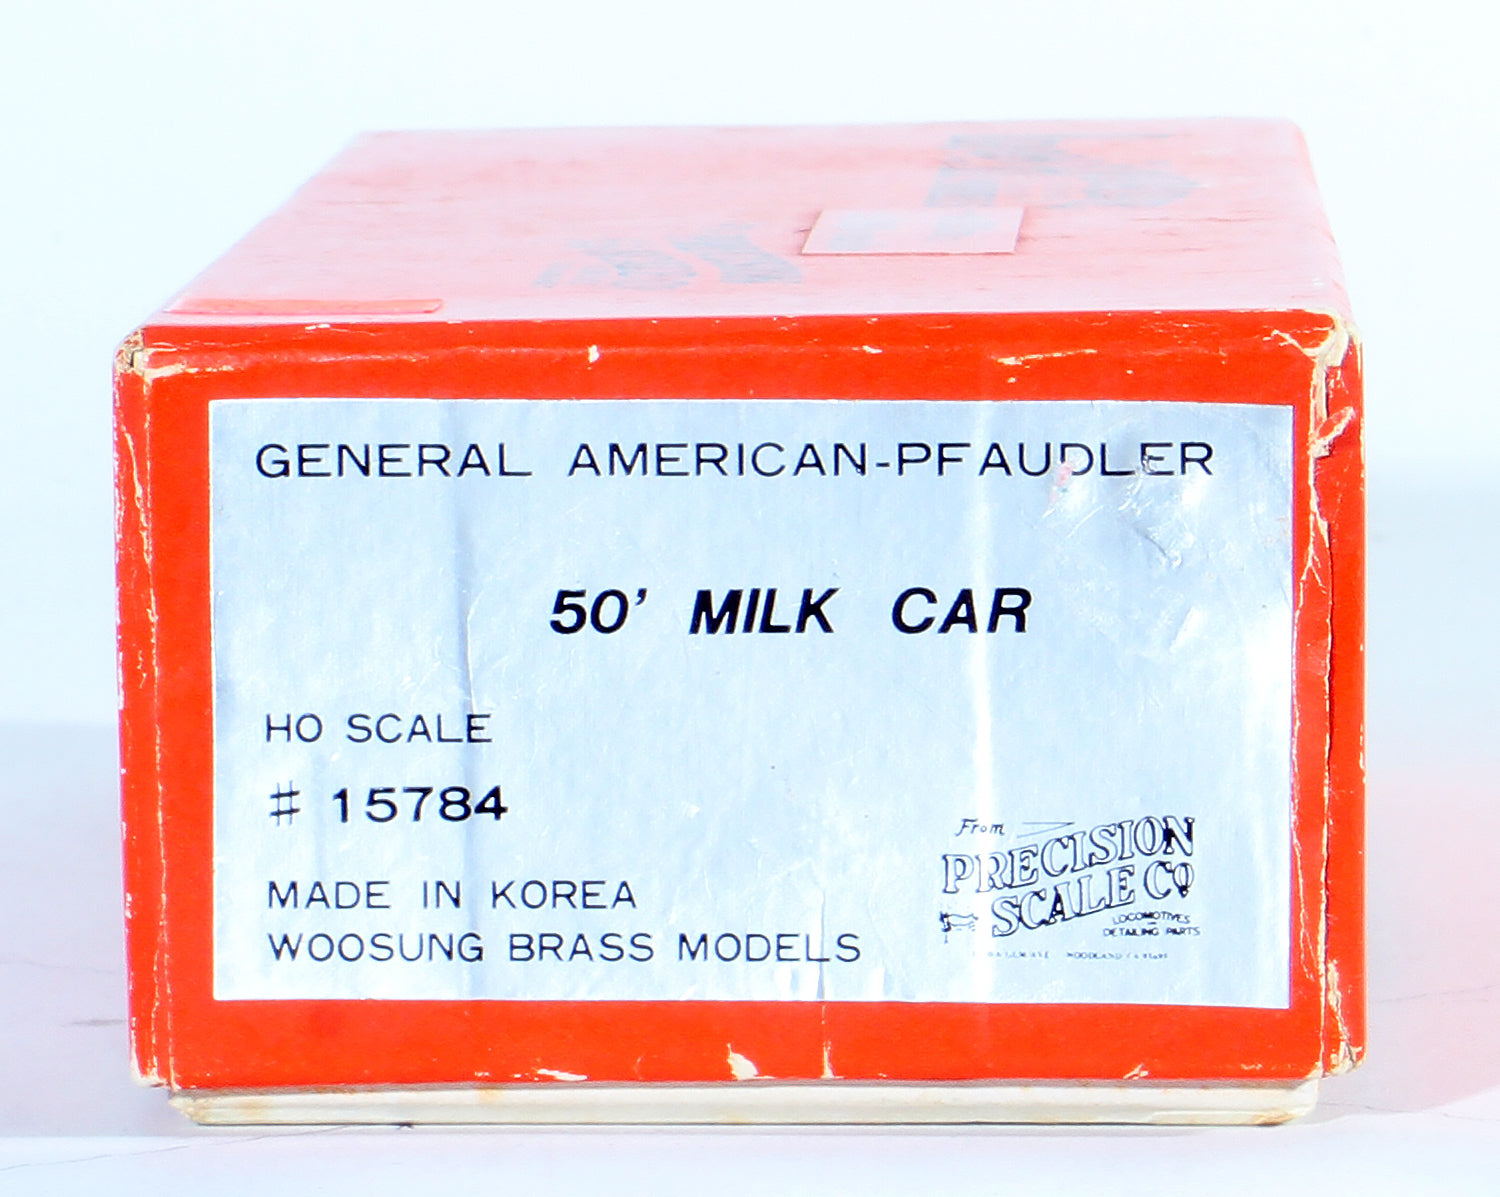 GENERAL AMERICAN-PFAUDLER
50' MILK CAR
HO SCALE
# 15784
MADE IN KOREA
WOOSUNG BRASS MODELS
From
PRECISION
SCALE CO
LOCOMOTIVES
DETAILING PARTS
WOODLAND